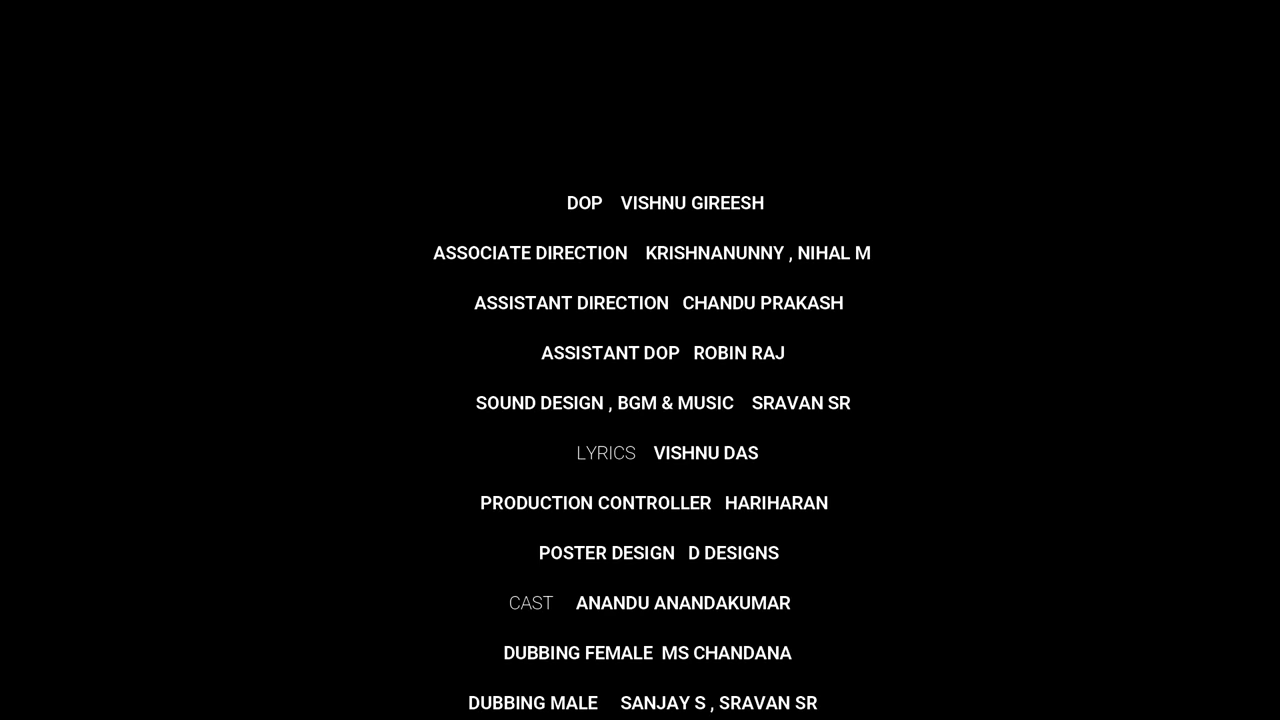 DOP VISHNU GIREESH
ASSOCIATE DIRECTION KRISHNANUNNY , NIHAL M
ASSISTANT DIRECTION CHANDU PRAKASH
ASSISTANT DOP ROBIN RAJ
SOUND DESIGN , BGM & MUSIC SRAVAN SR
LYRICS VISHNU DAS
PRODUCTION CONTROLLER HARIHARAN
POSTER DESIGN D DESIGNS
CAST ANANDU ANANDAKUMAR
DUBBING FEMALE MS CHANDANA
DUBBING MALE SANJAY S , SRAVAN SR